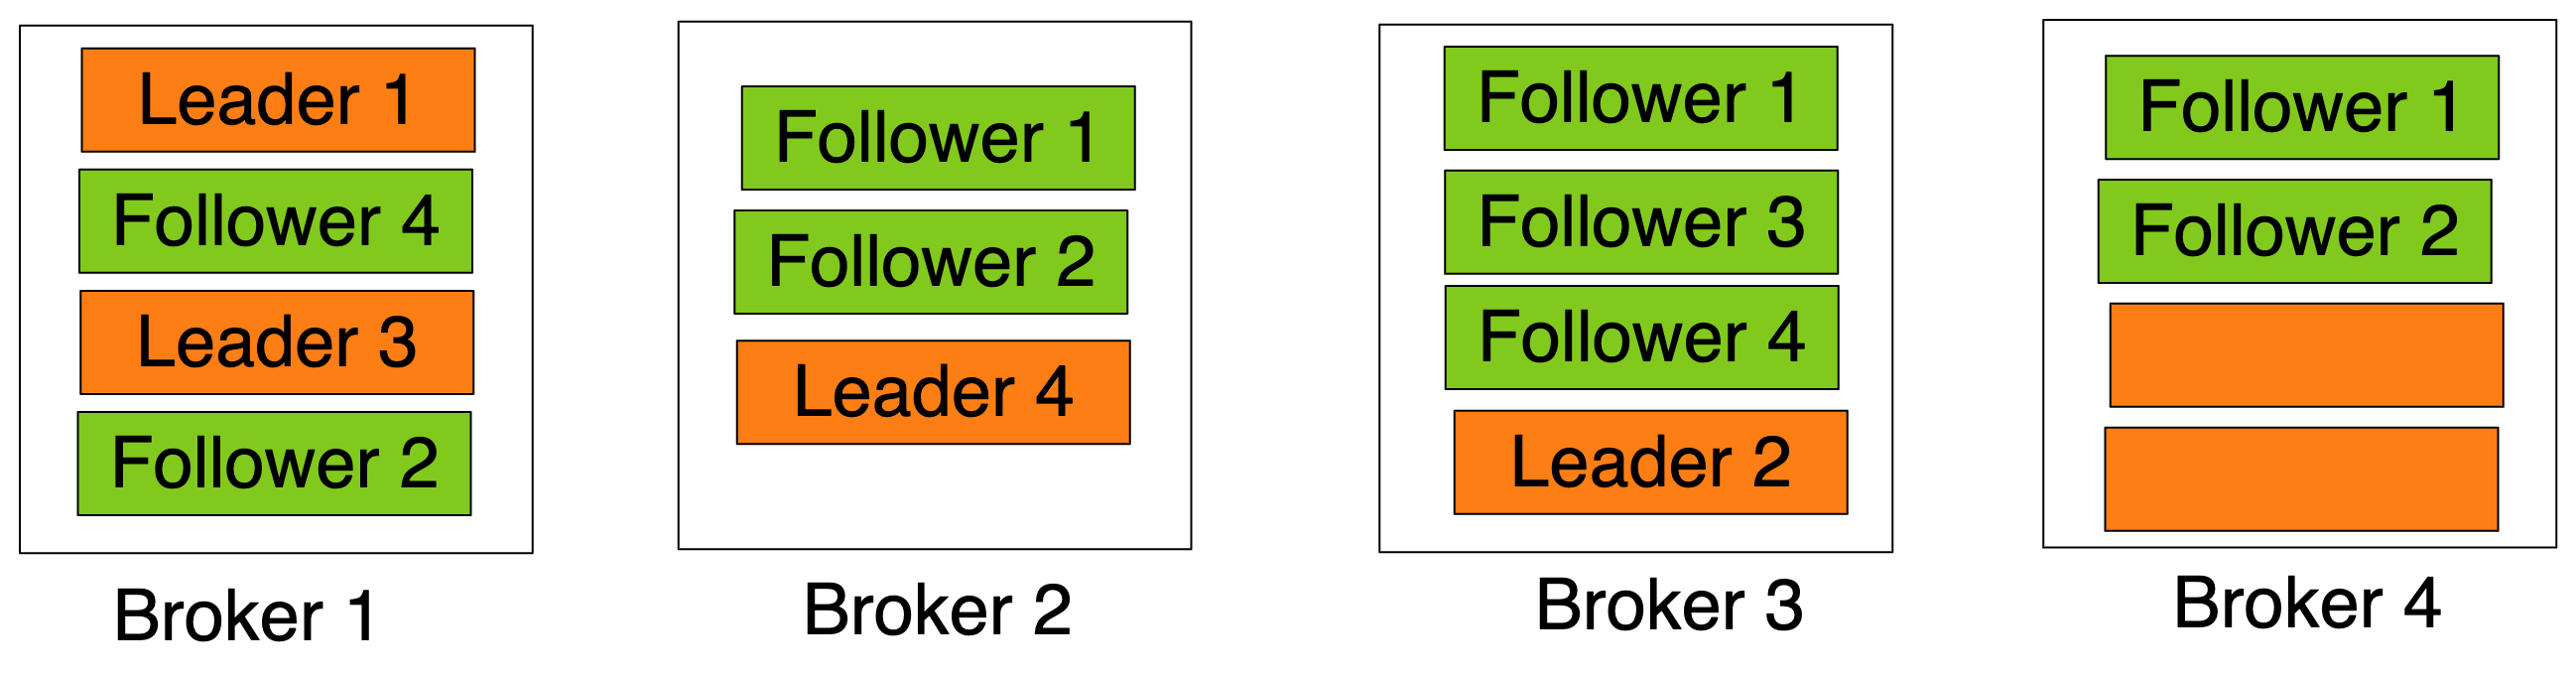 Leader 1
Follower 4
Leader 3
Follower 2
Broker 1
Follower 1
Follower 2
Leader 4
Broker 2
Follower 1
Follower 3
Follower 4
Leader 2
Broker 3
Follower 1
Follower 2
Broker 4